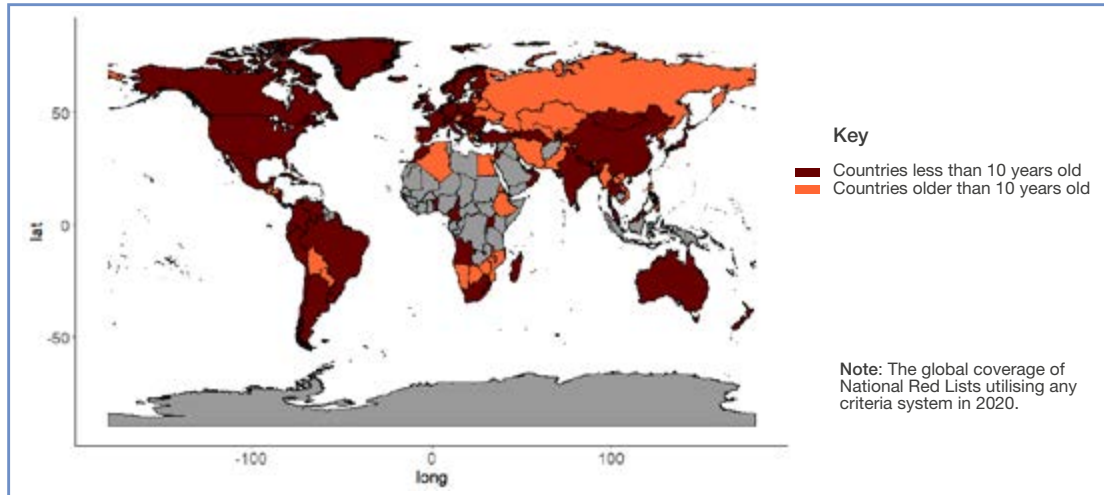 50
0
-50
lat
-100
0
100
long
Key
Countries less than 10 years old
Countries older than 10 years old
Note: The global coverage of
National Red Lists utilising any
criteria system in 2020.